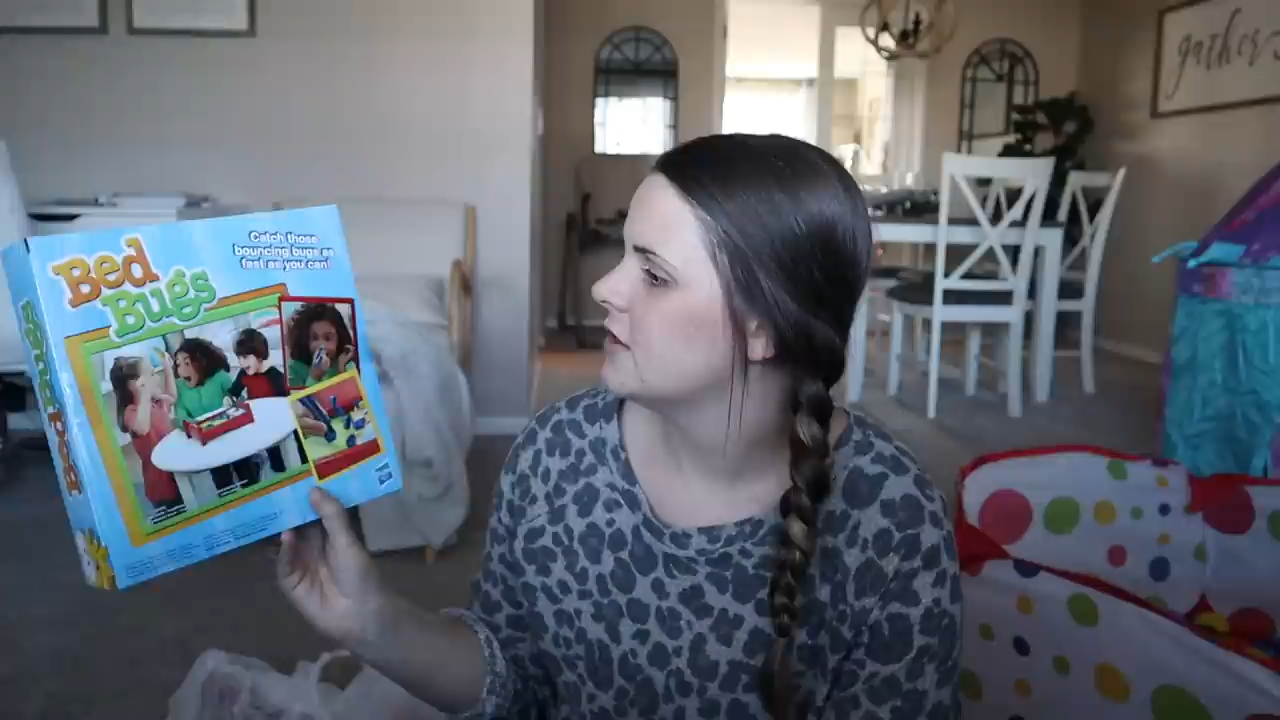 Bed
Bugs
Catch those
bouncing bugs as
fast as you can!
gather